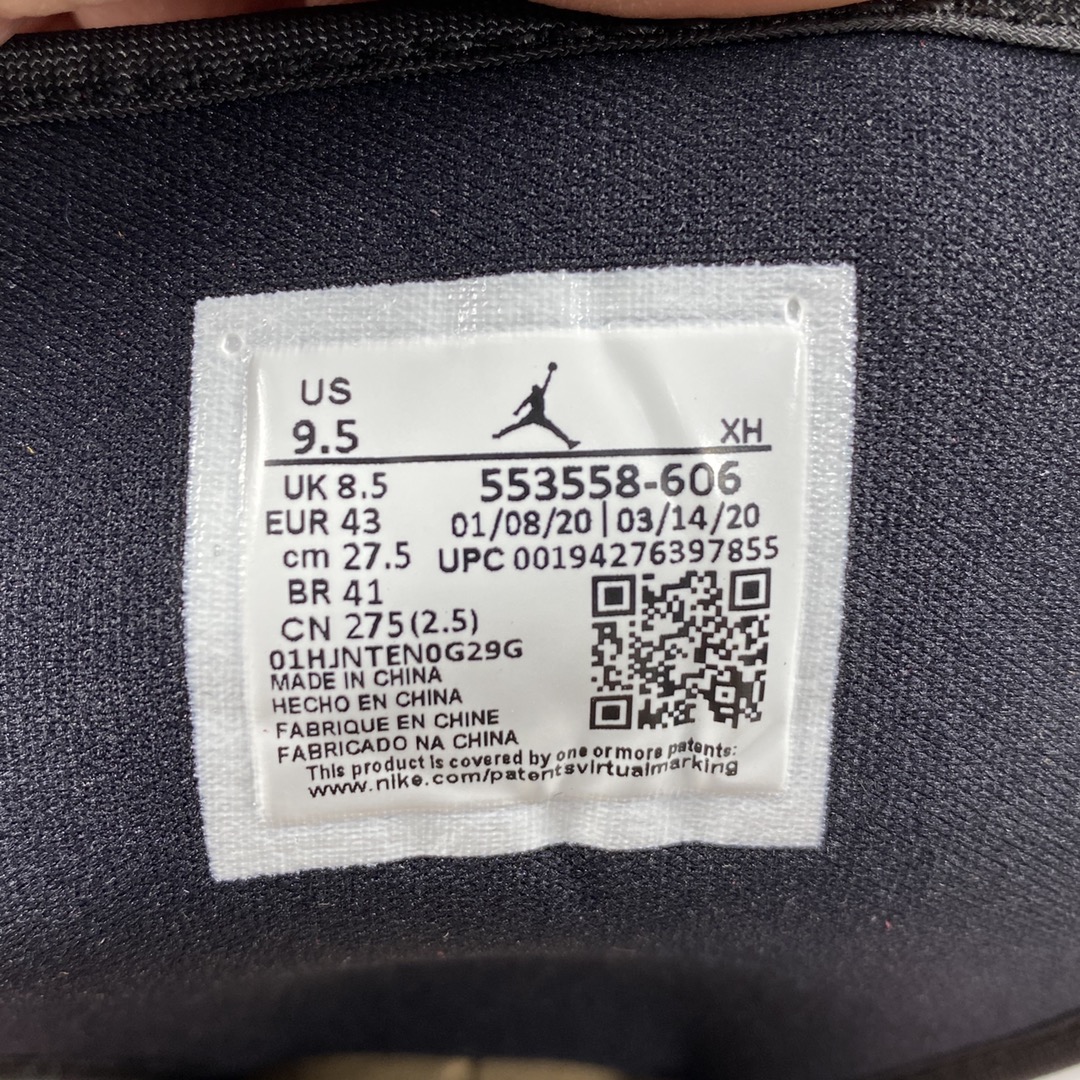 US
9.5
XH
UK 8.5
553558-606
EUR 43
01/08/20 | 03/14/20
cm 27.5
UPC 00194276397855
BR 41
CN 275(2.5)
01HJNTEN0G29G
MADE IN CHINA
HECHO EN CHINA
FABRIQUE EN CHINE
FABRICADO NA CHINA
This product is covered by one or more patents:
www.nike.com/patentsvirtualmarking